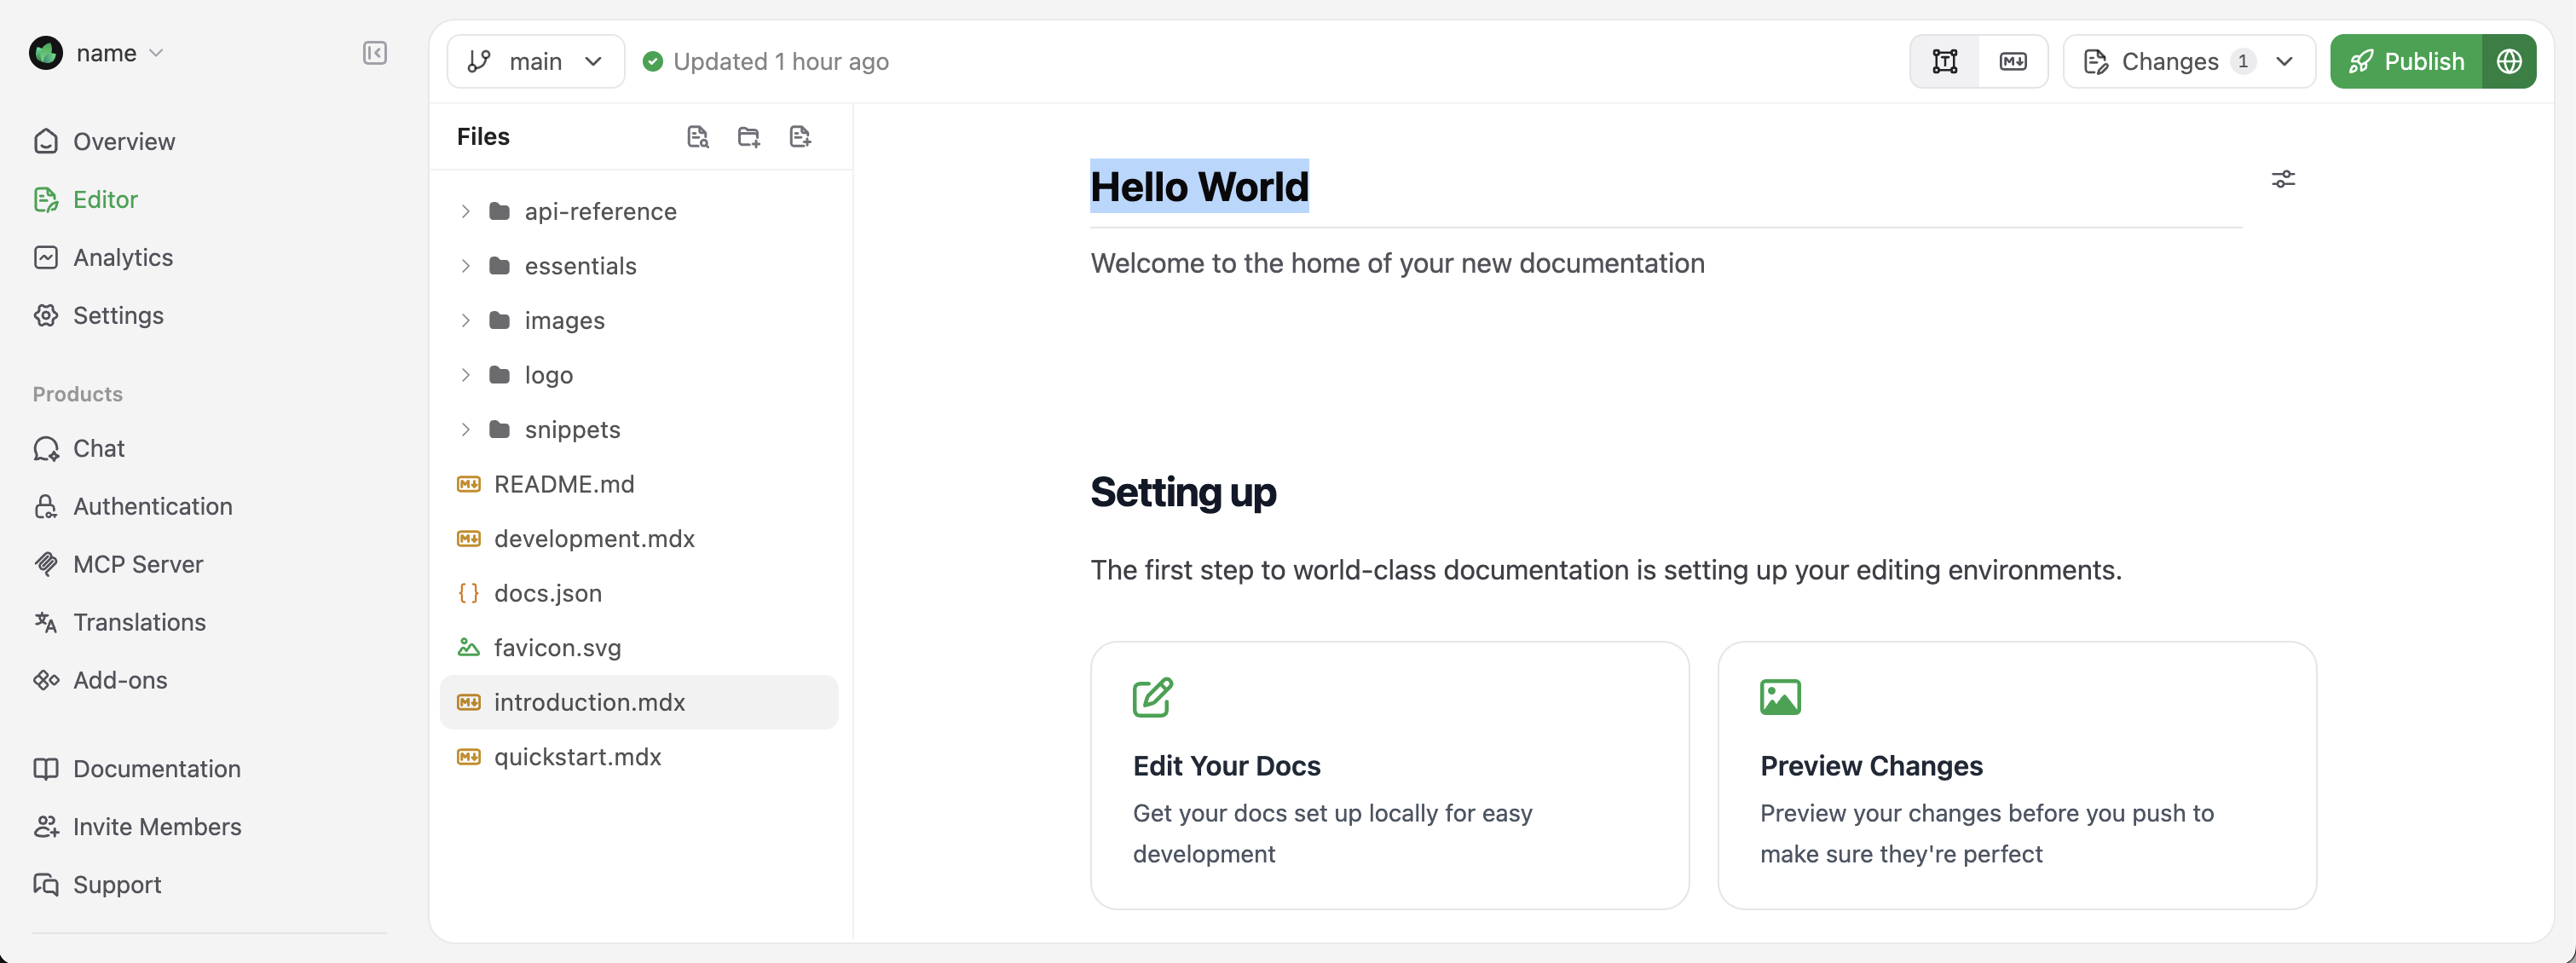 name
Overview
Editor
Analytics
Settings
Products
Chat
Authentication
MCP Server
Translations
Add-ons
Documentation
Invite Members
Support
main
Updated 1 hour ago
Changes 1
Publish
Files
api-reference
essentials
images
logo
snippets
README.md
development.mdx
docs.json
favicon.svg
introduction.mdx
quickstart.mdx
Hello World
Welcome to the home of your new documentation
Setting up
The first step to world-class documentation is setting up your editing environments.
Edit Your Docs
Get your docs set up locally for easy
development
Preview Changes
Preview your changes before you push to
make sure they're perfect